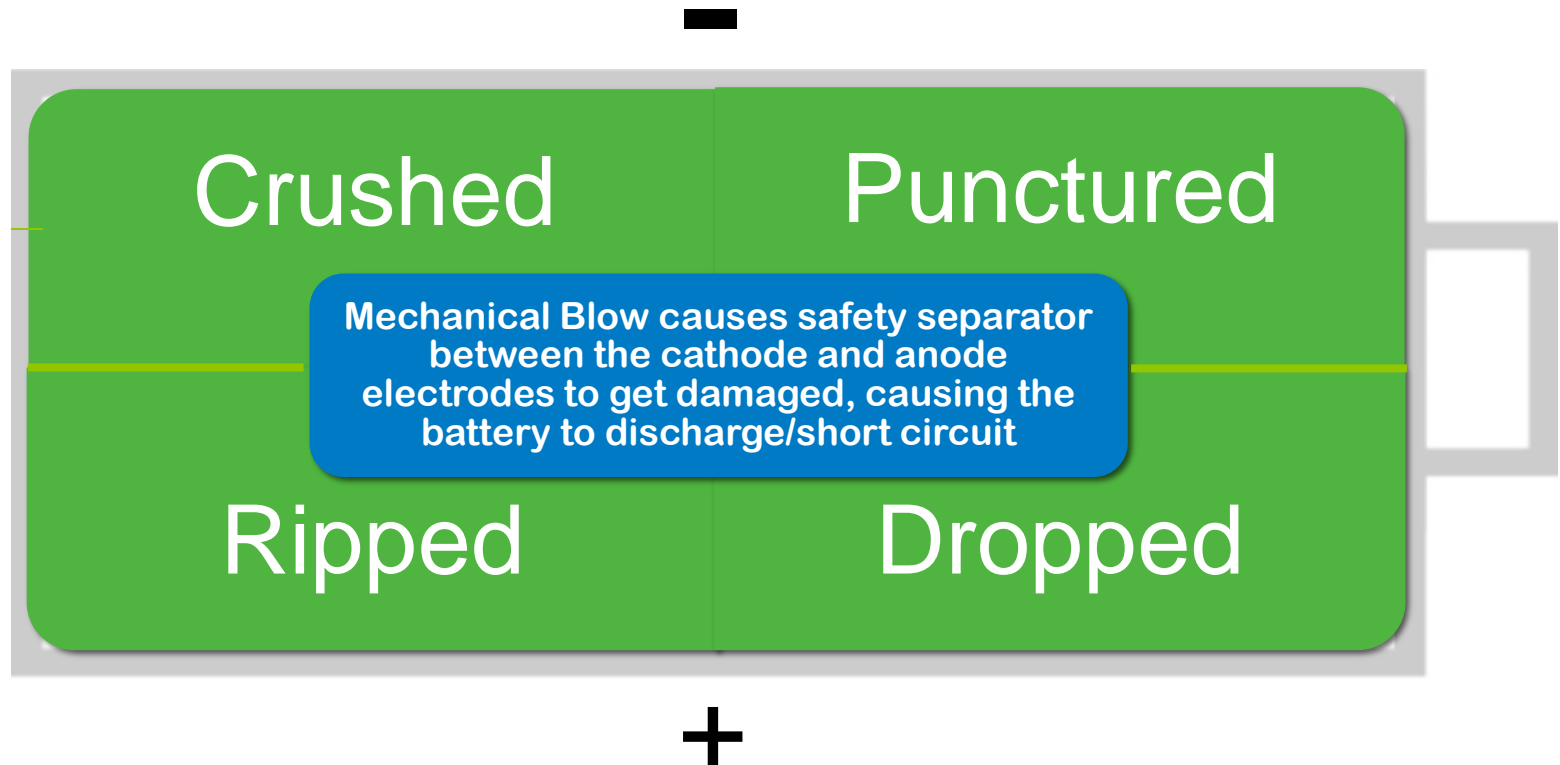 -
Crushed
Punctured
Mechanical Blow causes safety separator
between the cathode and anode
electrodes to get damaged, causing the
battery to discharge/short circuit
Ripped
Dropped
+